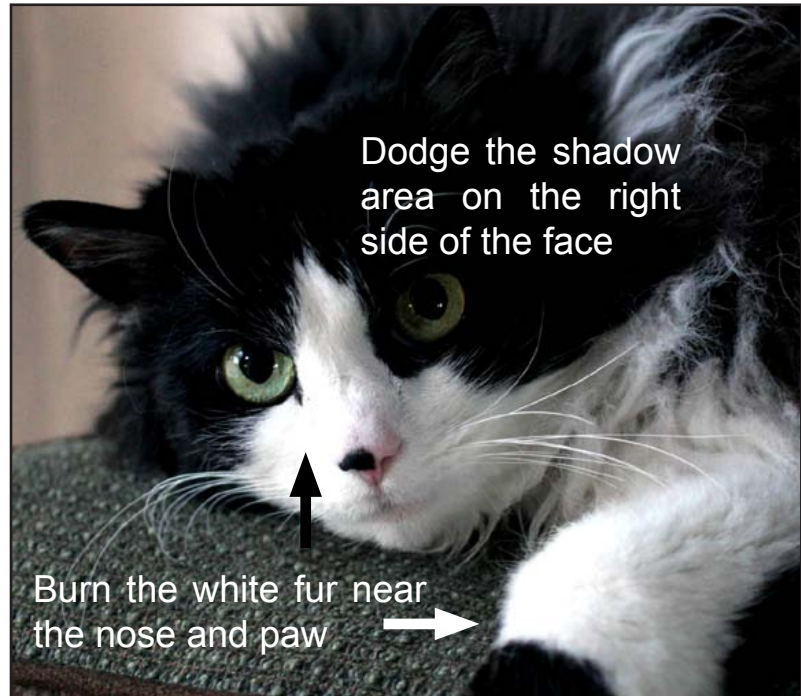 Dodge the shadow
area on the right
side of the face
Burn the white fur near
the nose and paw